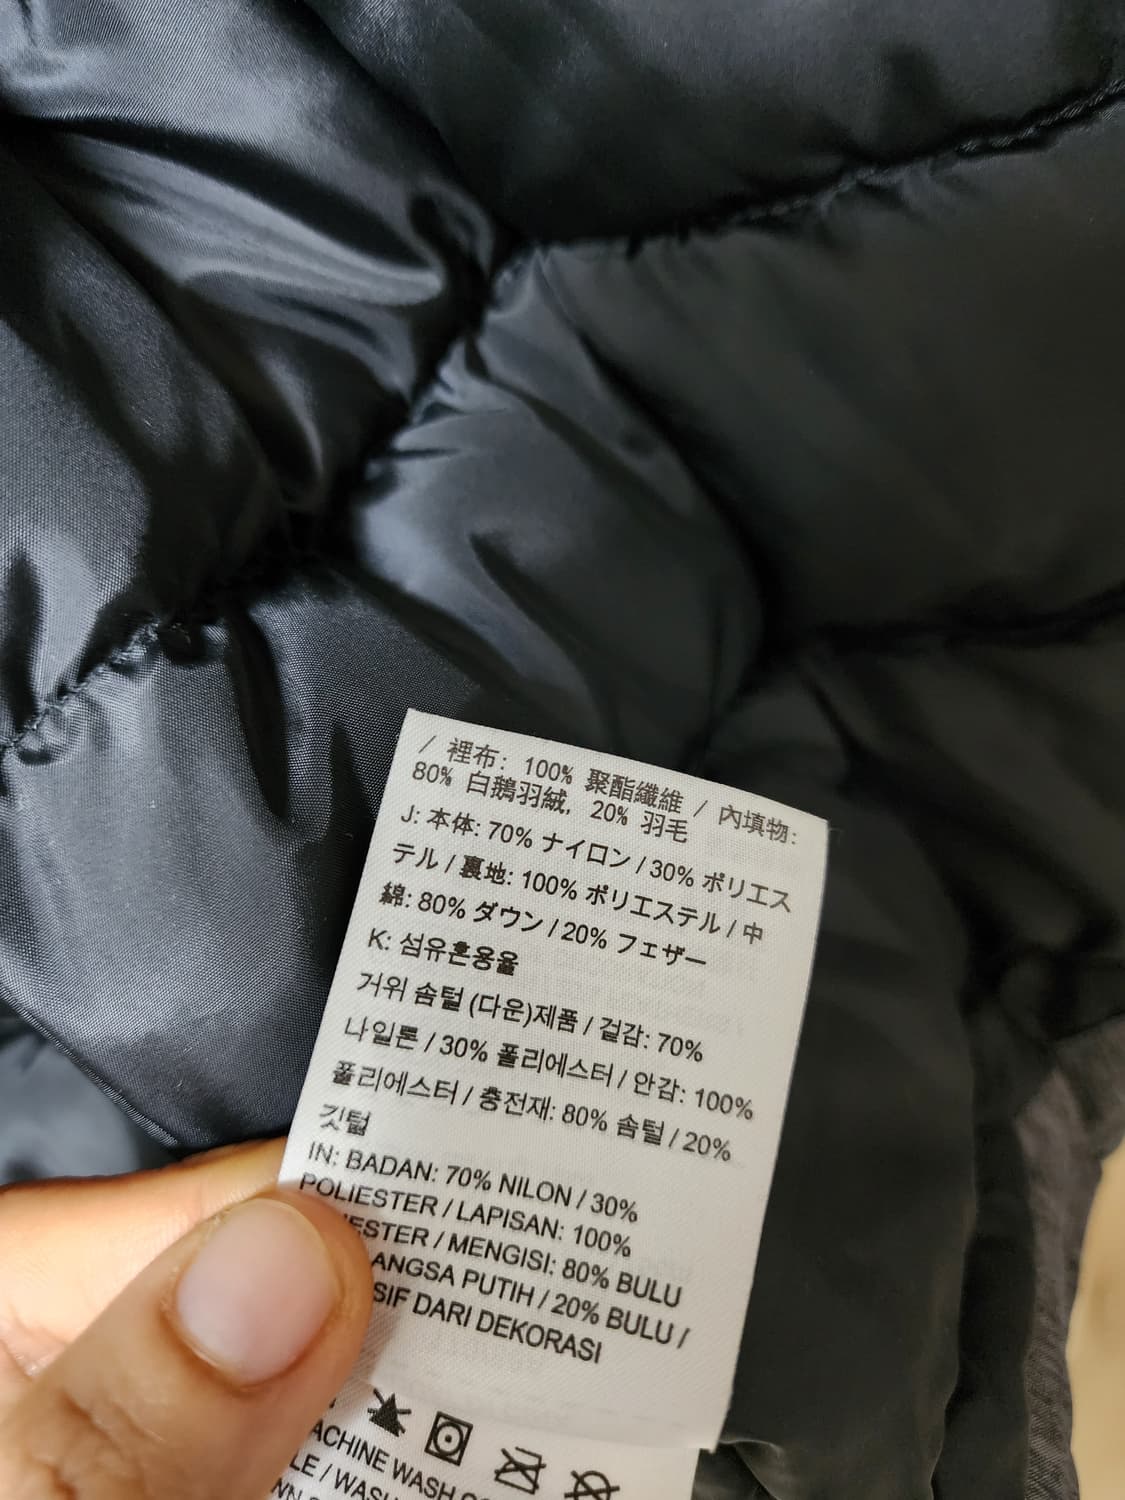 / 裡布: 100% 聚酯纖維 / 內填物:
80% 白鵝羽絨, 20% 羽毛
J: 本体: 70% ナイロン / 30% ポリエス
テル / 裏地: 100% ポリエステル / 中
綿: 80% ダウン / 20% フェザー
K: 섬유혼용율
거위 솜털 (다운)제품 / 겉감: 70%
나일론 / 30% 폴리에스터 / 안감: 100%
폴리에스터 / 충전재: 80% 솜털 / 20%
깃털
IN: BADAN: 70% NILON / 30%
POLIESTER / LAPISAN: 100%
ESTER / MENGISI: 80% BULU
ANGSA PUTIH / 20% BULU /
SIF DARI DEKORASI
ACHINE WASH
LE / WASH